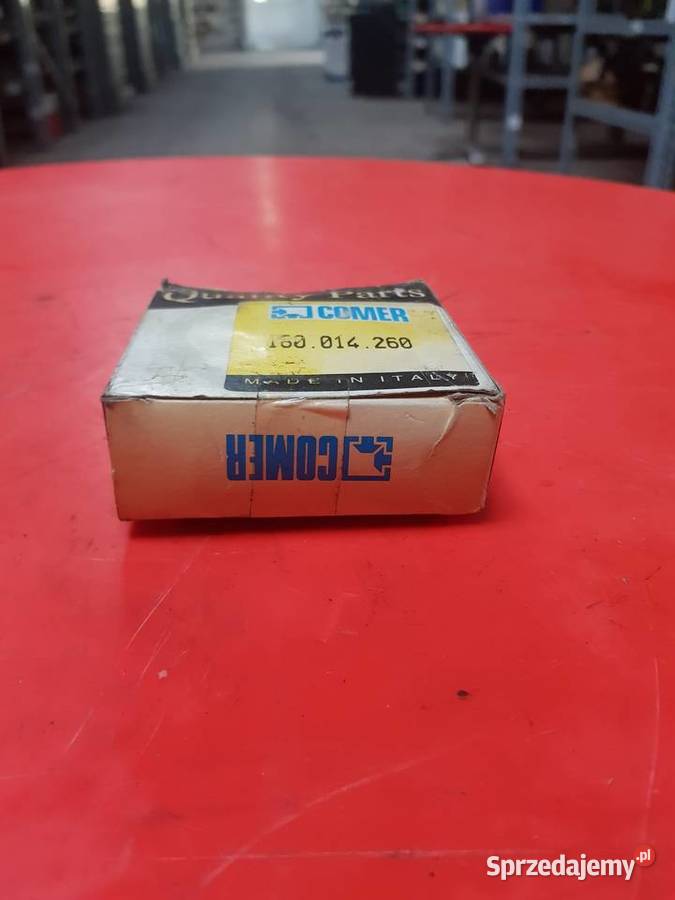 Quality Parts
COMER
160.014.260
MADE IN ITALY
COMER
Sprzedajemy.pl